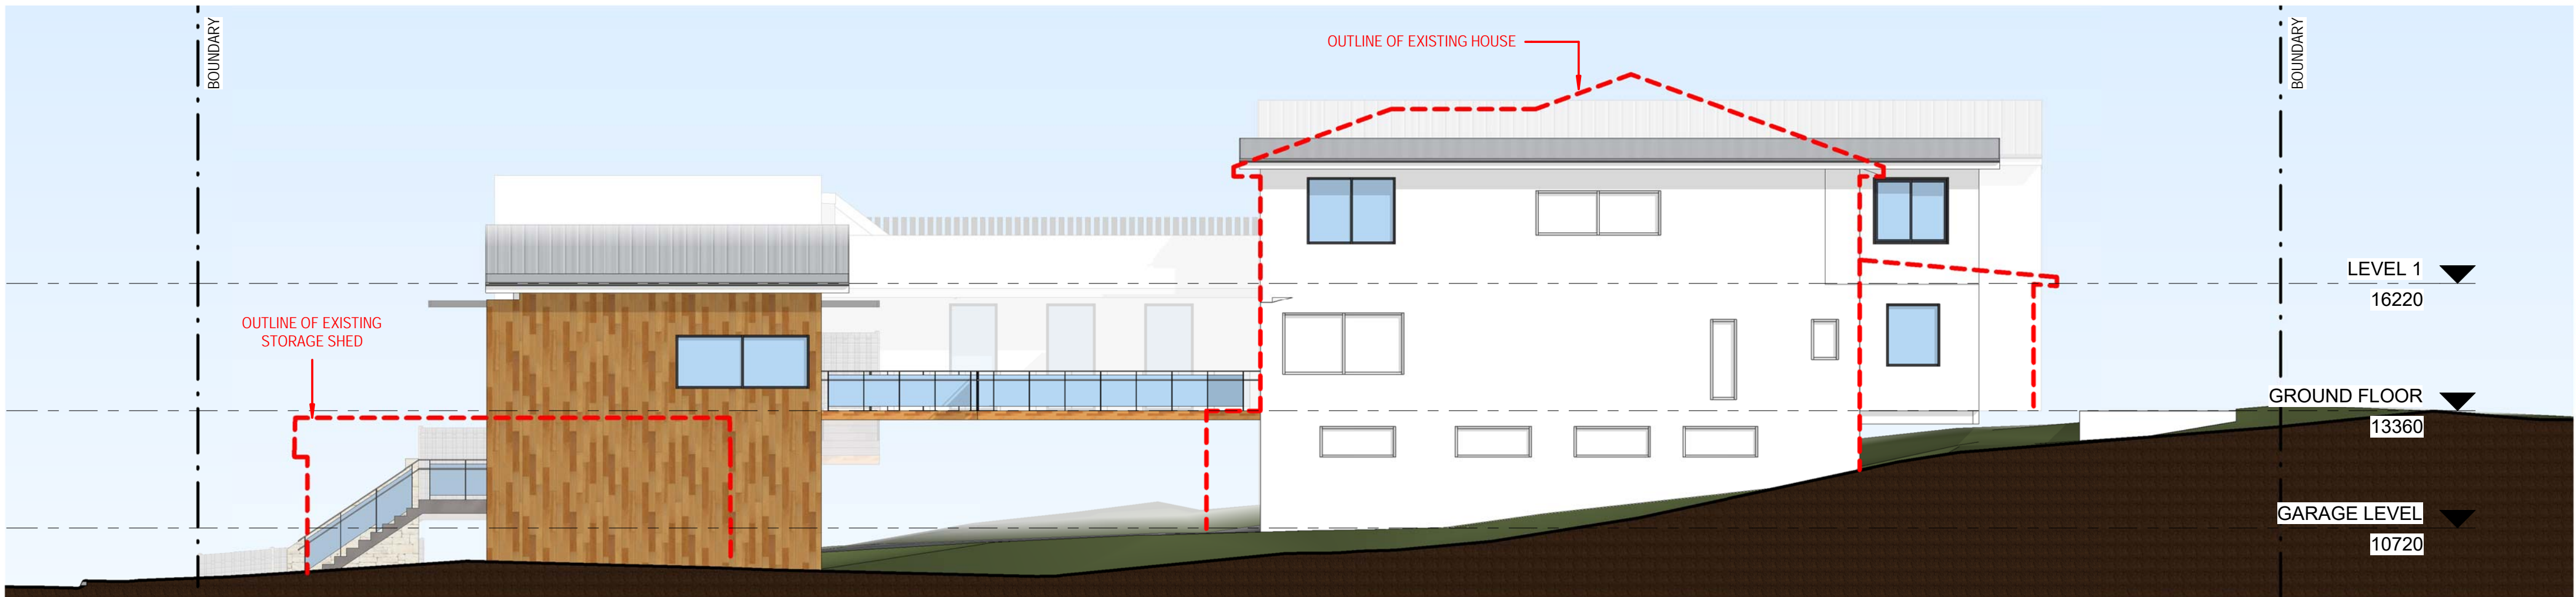 BOUNDARY
OUTLINE OF EXISTING HOUSE
BOUNDARY
LEVEL 1
16220
OUTLINE OF EXISTING
STORAGE SHED
GROUND FLOOR
13360
GARAGE LEVEL
10720